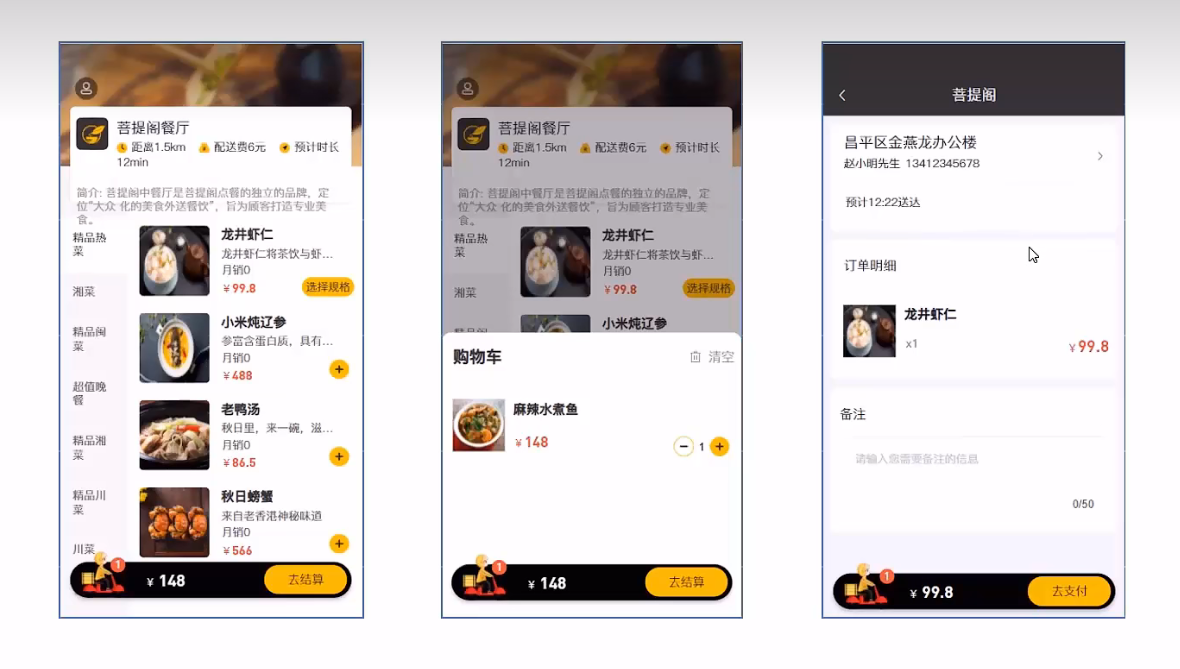 菩提阁餐厅
距离1.5km 配送费6元 预计时长
12min
简介: 菩提阁中餐厅是菩提阁点餐的独立的品牌，定
位“大众 化的美食外送餐饮”，旨为顾客打造专业美
食。
精品热
菜
湘菜
精品闽
菜
超值晚
餐
精品湘
菜
精品川
菜
川菜
龙井虾仁
龙井虾仁将茶饮与虾...
月销0
￥99.8
选择规格
小米炖辽参
参富含蛋白质，具有...
月销0
￥488
老鸭汤
秋日里，来一碗，滋...
月销0
￥86.5
秋日螃蟹
来自老香港神秘味道
月销0
￥566
1
￥ 148
去结算
菩提阁餐厅
距离1.5km 配送费6元 预计时长
12min
简介: 菩提阁中餐厅是菩提阁点餐的独立的品牌，定
位“大众 化的美食外送餐饮”，旨为顾客打造专业美
食。
精品热
菜
湘菜
精品闽
龙井虾仁
龙井虾仁将茶饮与虾...
月销0
￥99.8
选择规格
小米炖辽参
购物车
清空
麻辣水煮鱼
￥148
1
1
￥ 148
去结算
菩提阁
昌平区金燕龙办公楼
赵小明先生 13412345678
预计12:22送达
订单明细
龙井虾仁
x1
￥99.8
备注
请输入您需要备注的信息
0/50
1
￥ 99.8
去支付